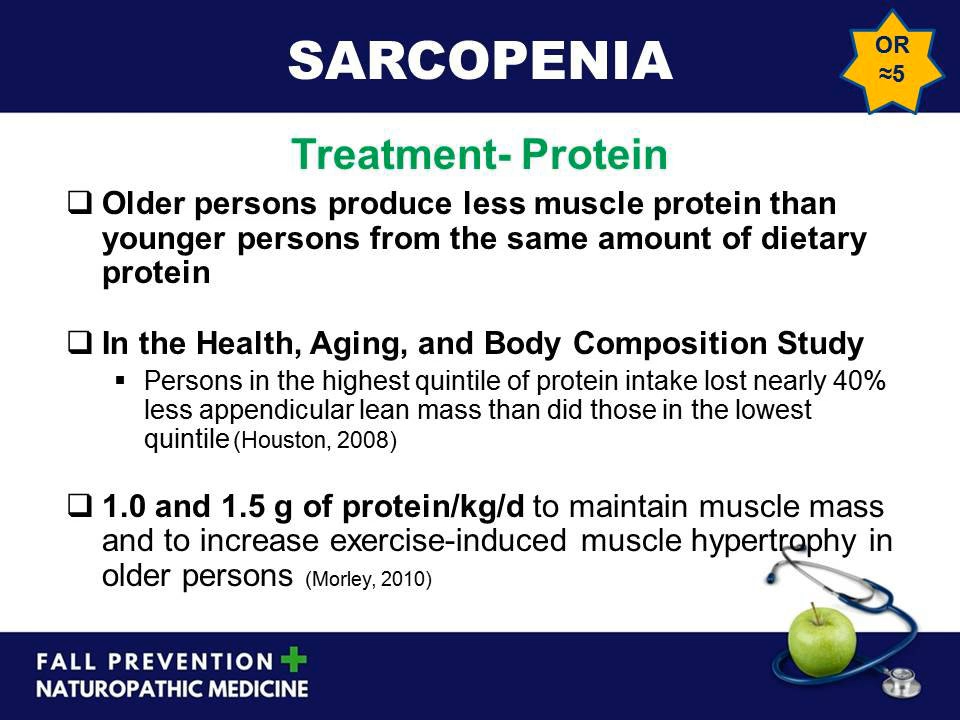 SARCOPENIA
OR
≈5
Treatment- Protein
❑ Older persons produce less muscle protein than
younger persons from the same amount of dietary
protein
❑ In the Health, Aging, and Body Composition Study
▪ Persons in the highest quintile of protein intake lost nearly 40%
less appendicular lean mass than did those in the lowest
quintile (Houston, 2008)
❑ 1.0 and 1.5 g of protein/kg/d to maintain muscle mass
and to increase exercise-induced muscle hypertrophy in
older persons (Morley, 2010)
FALL PREVENTION +
NATUROPATHIC MEDICINE